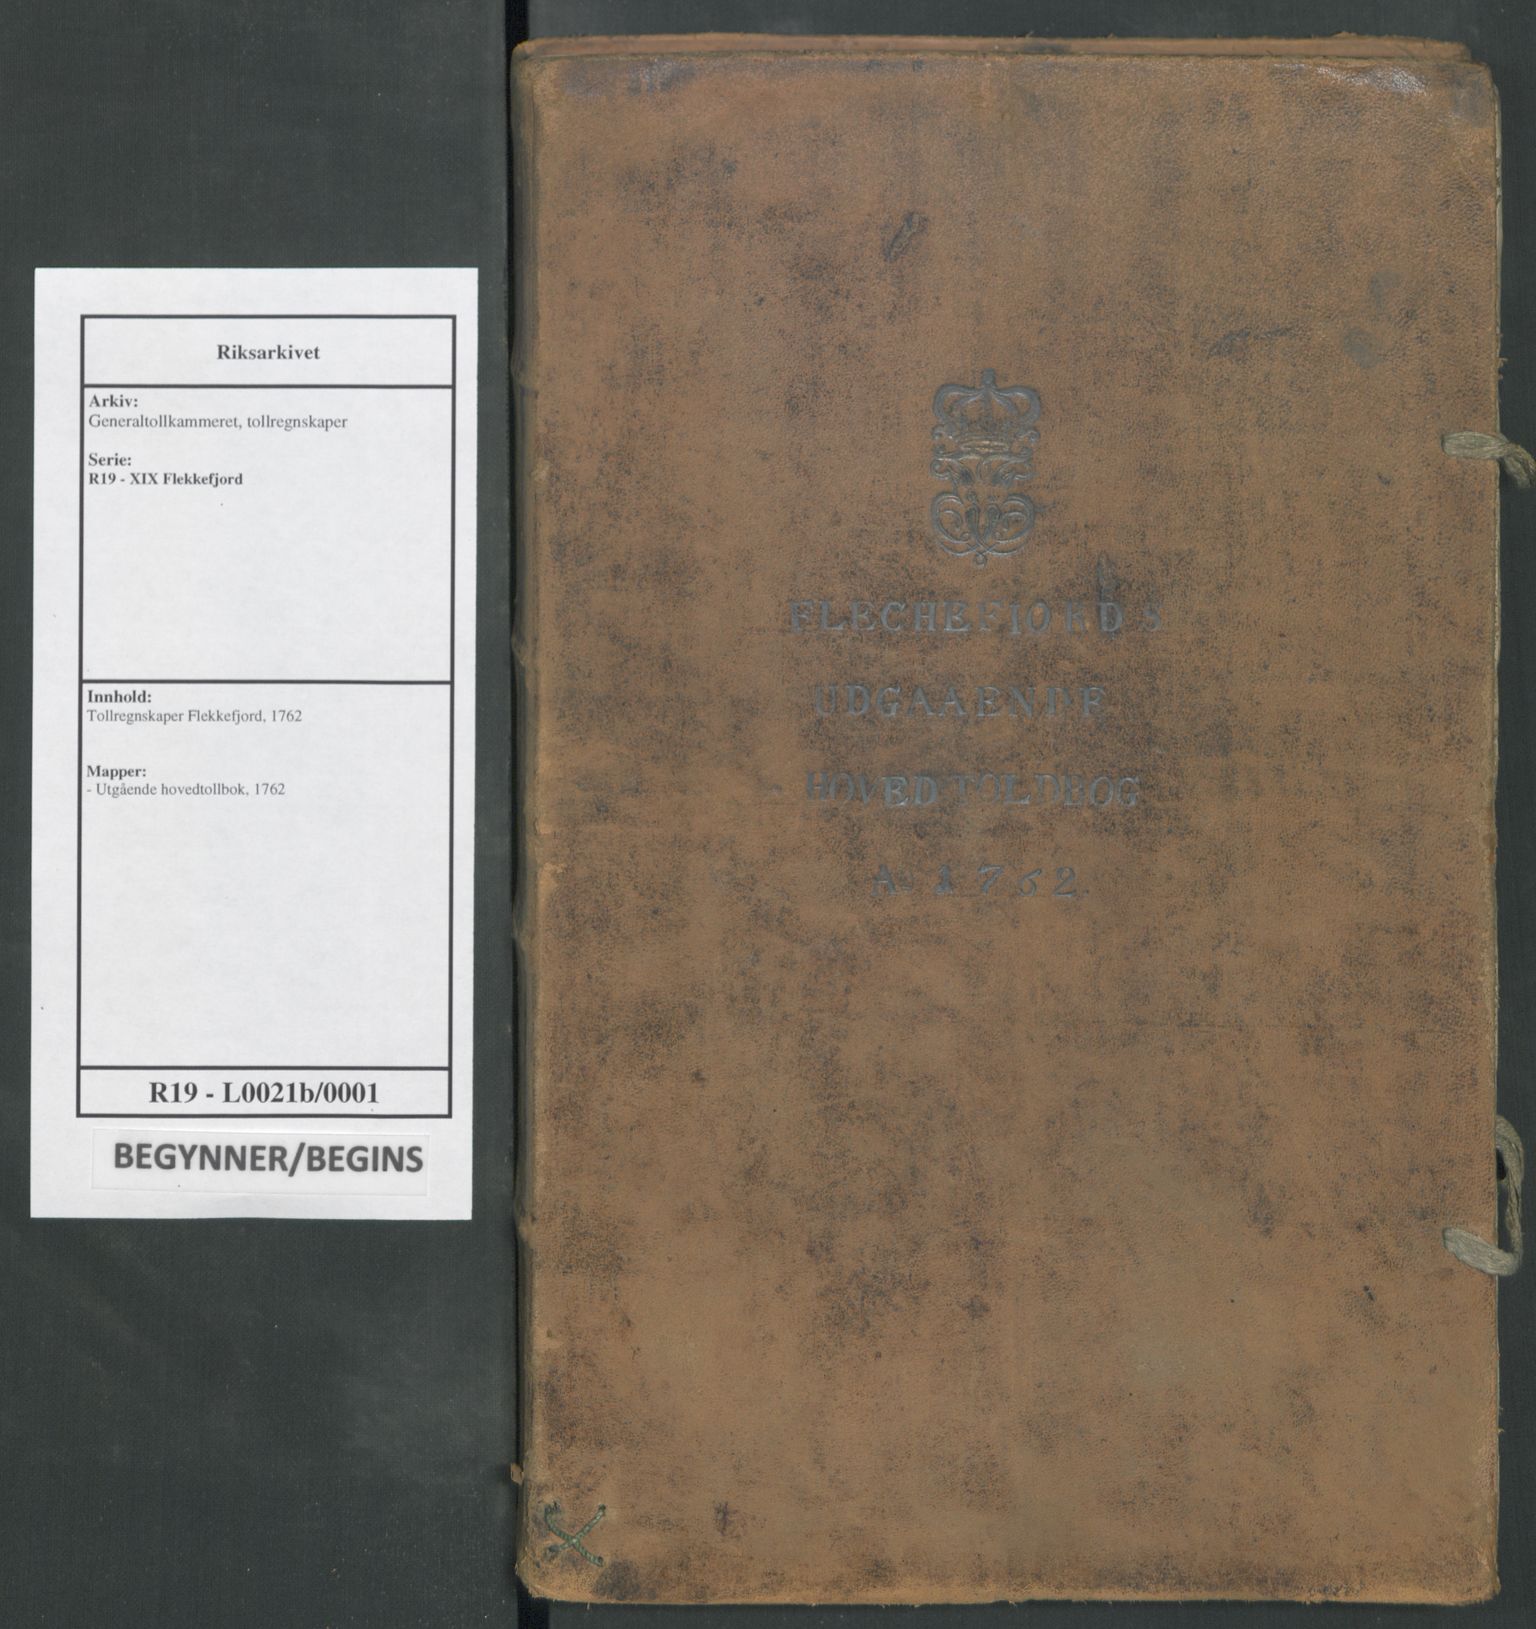 Riksarkivet
Arkiv:
Generaltollkammeret, tollregnskaper
Serie:
R19 - XIX Flekkefjord
Innhold:
Tollregnskaper Flekkefjord, 1762
Mapper:
- Utgående hovedtollbok, 1762
R19 - L0021b/0001
BEGYNNER/BEGINS
FLECHEFIORDS
UDGAAENDE
HOVED TOLDBOG
A. 1762.